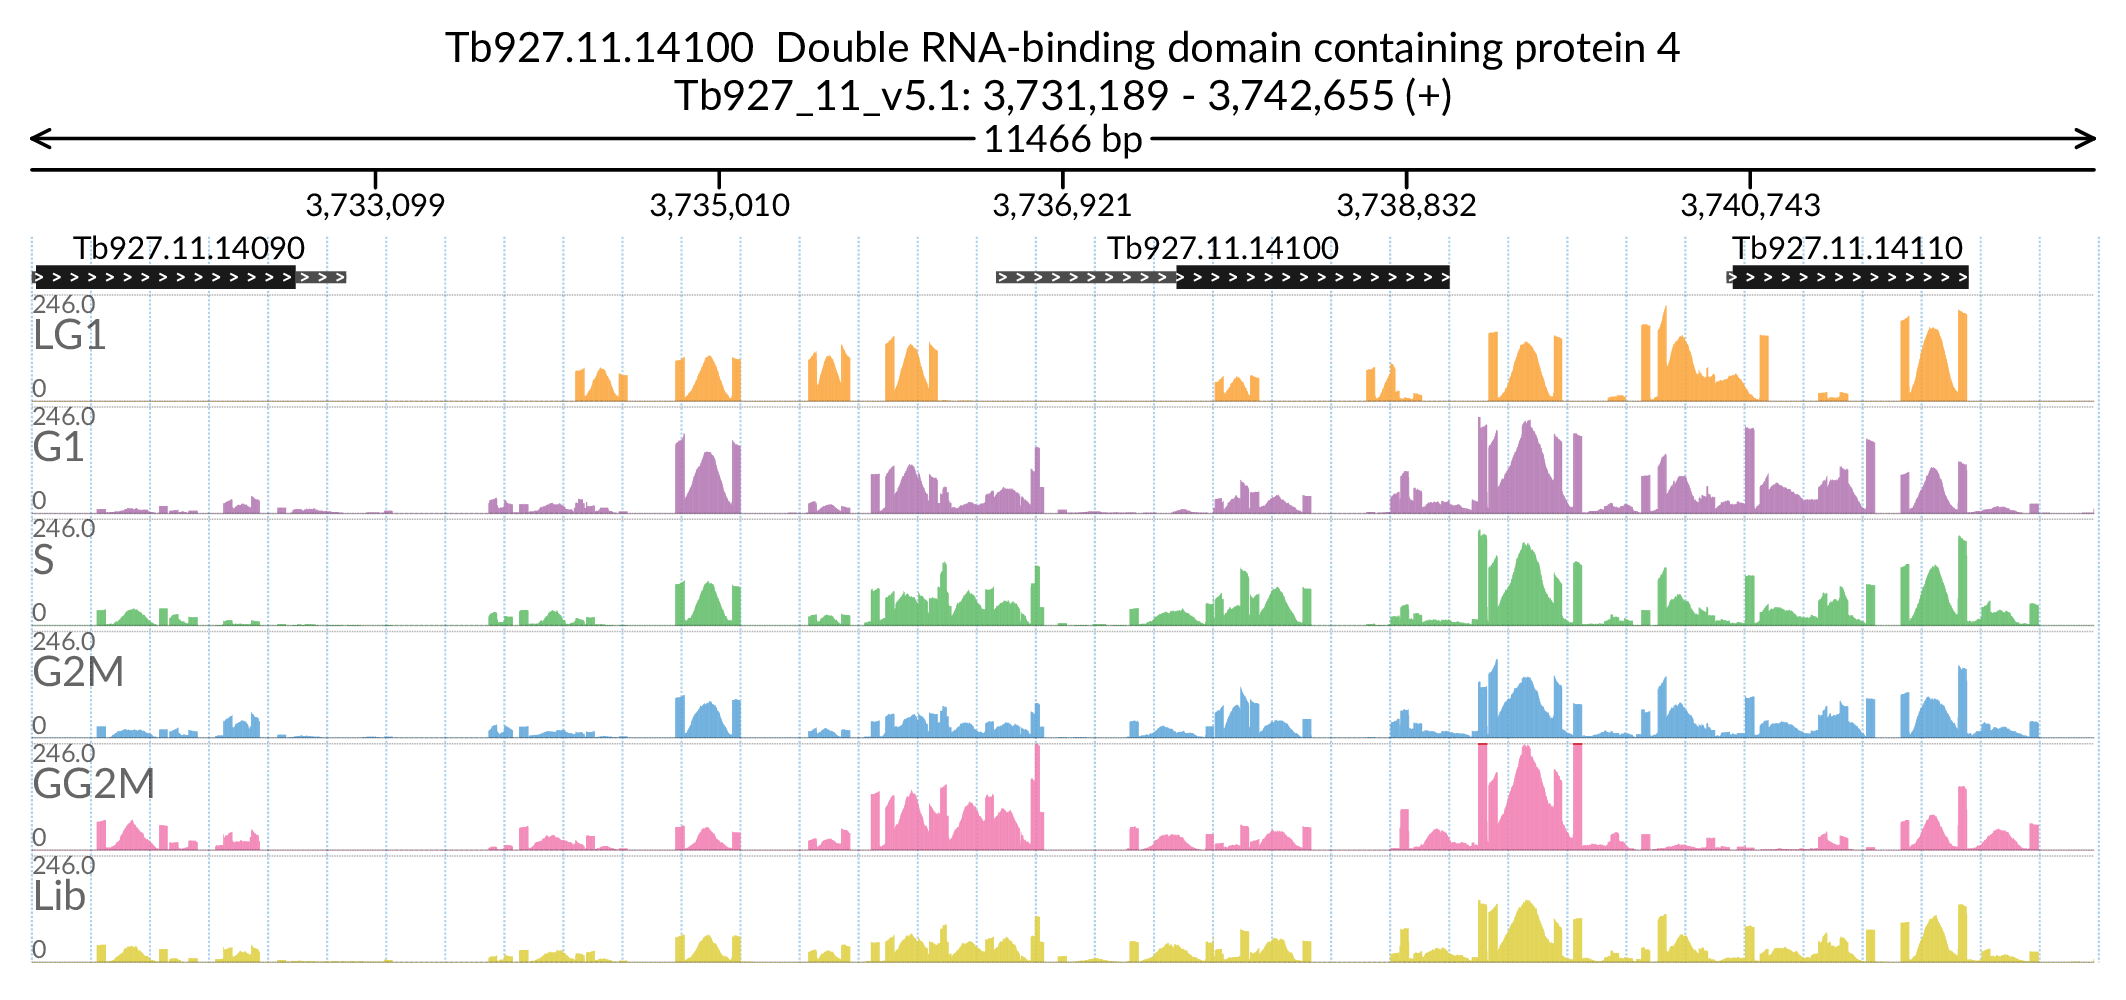 Tb927.11.14100  Double RNA-binding domain containing protein 4
Tb927_11_v5.1: 3,731,189 - 3,742,655 (+)
11466 bp
3,733,099 3,735,010 3,736,921 3,738,832 3,740,743
Tb927.11.14090 Tb927.11.14100 Tb927.11.14110
246.0
LG1
0
246.0
G1
0
246.0
S
0
246.0
G2M
0
246.0
GG2M
0
246.0
Lib
0